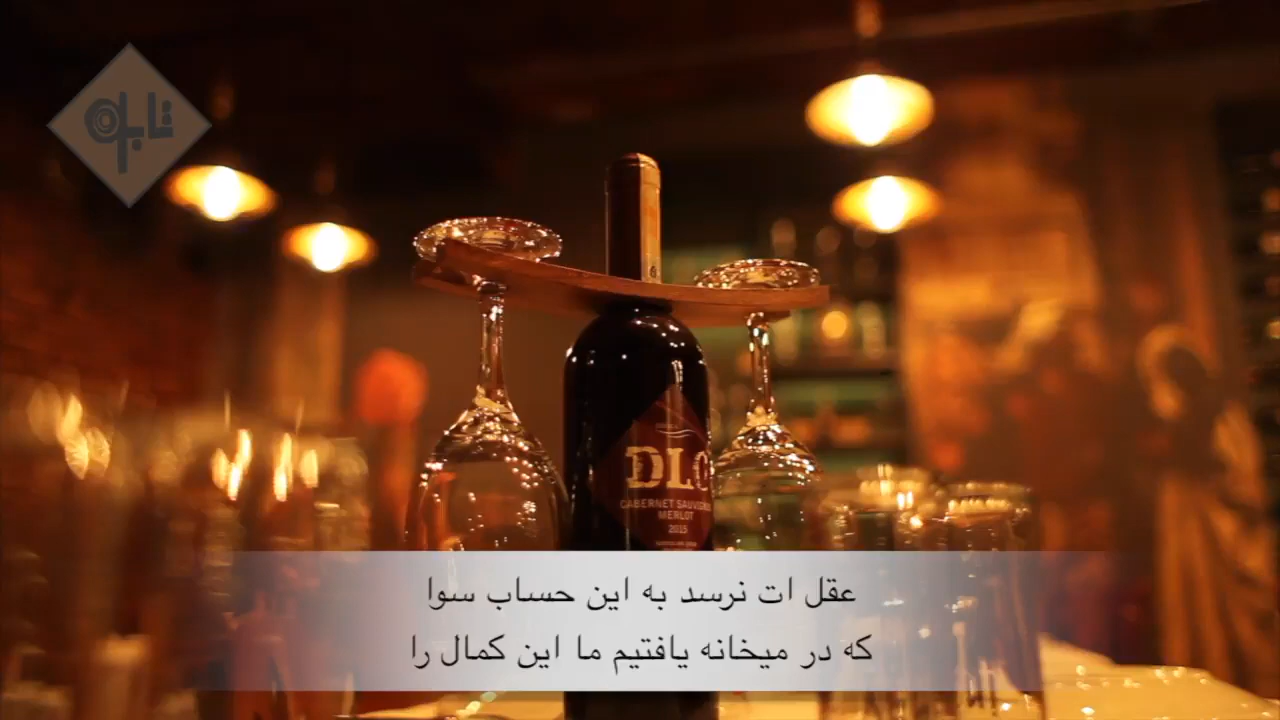 تابلو
DLC
CABERNET SAUVIGNON
MERLOT
2015
عقل ات نرسد به این حساب سوا
که در میخانه یافتیم ما این کمال را